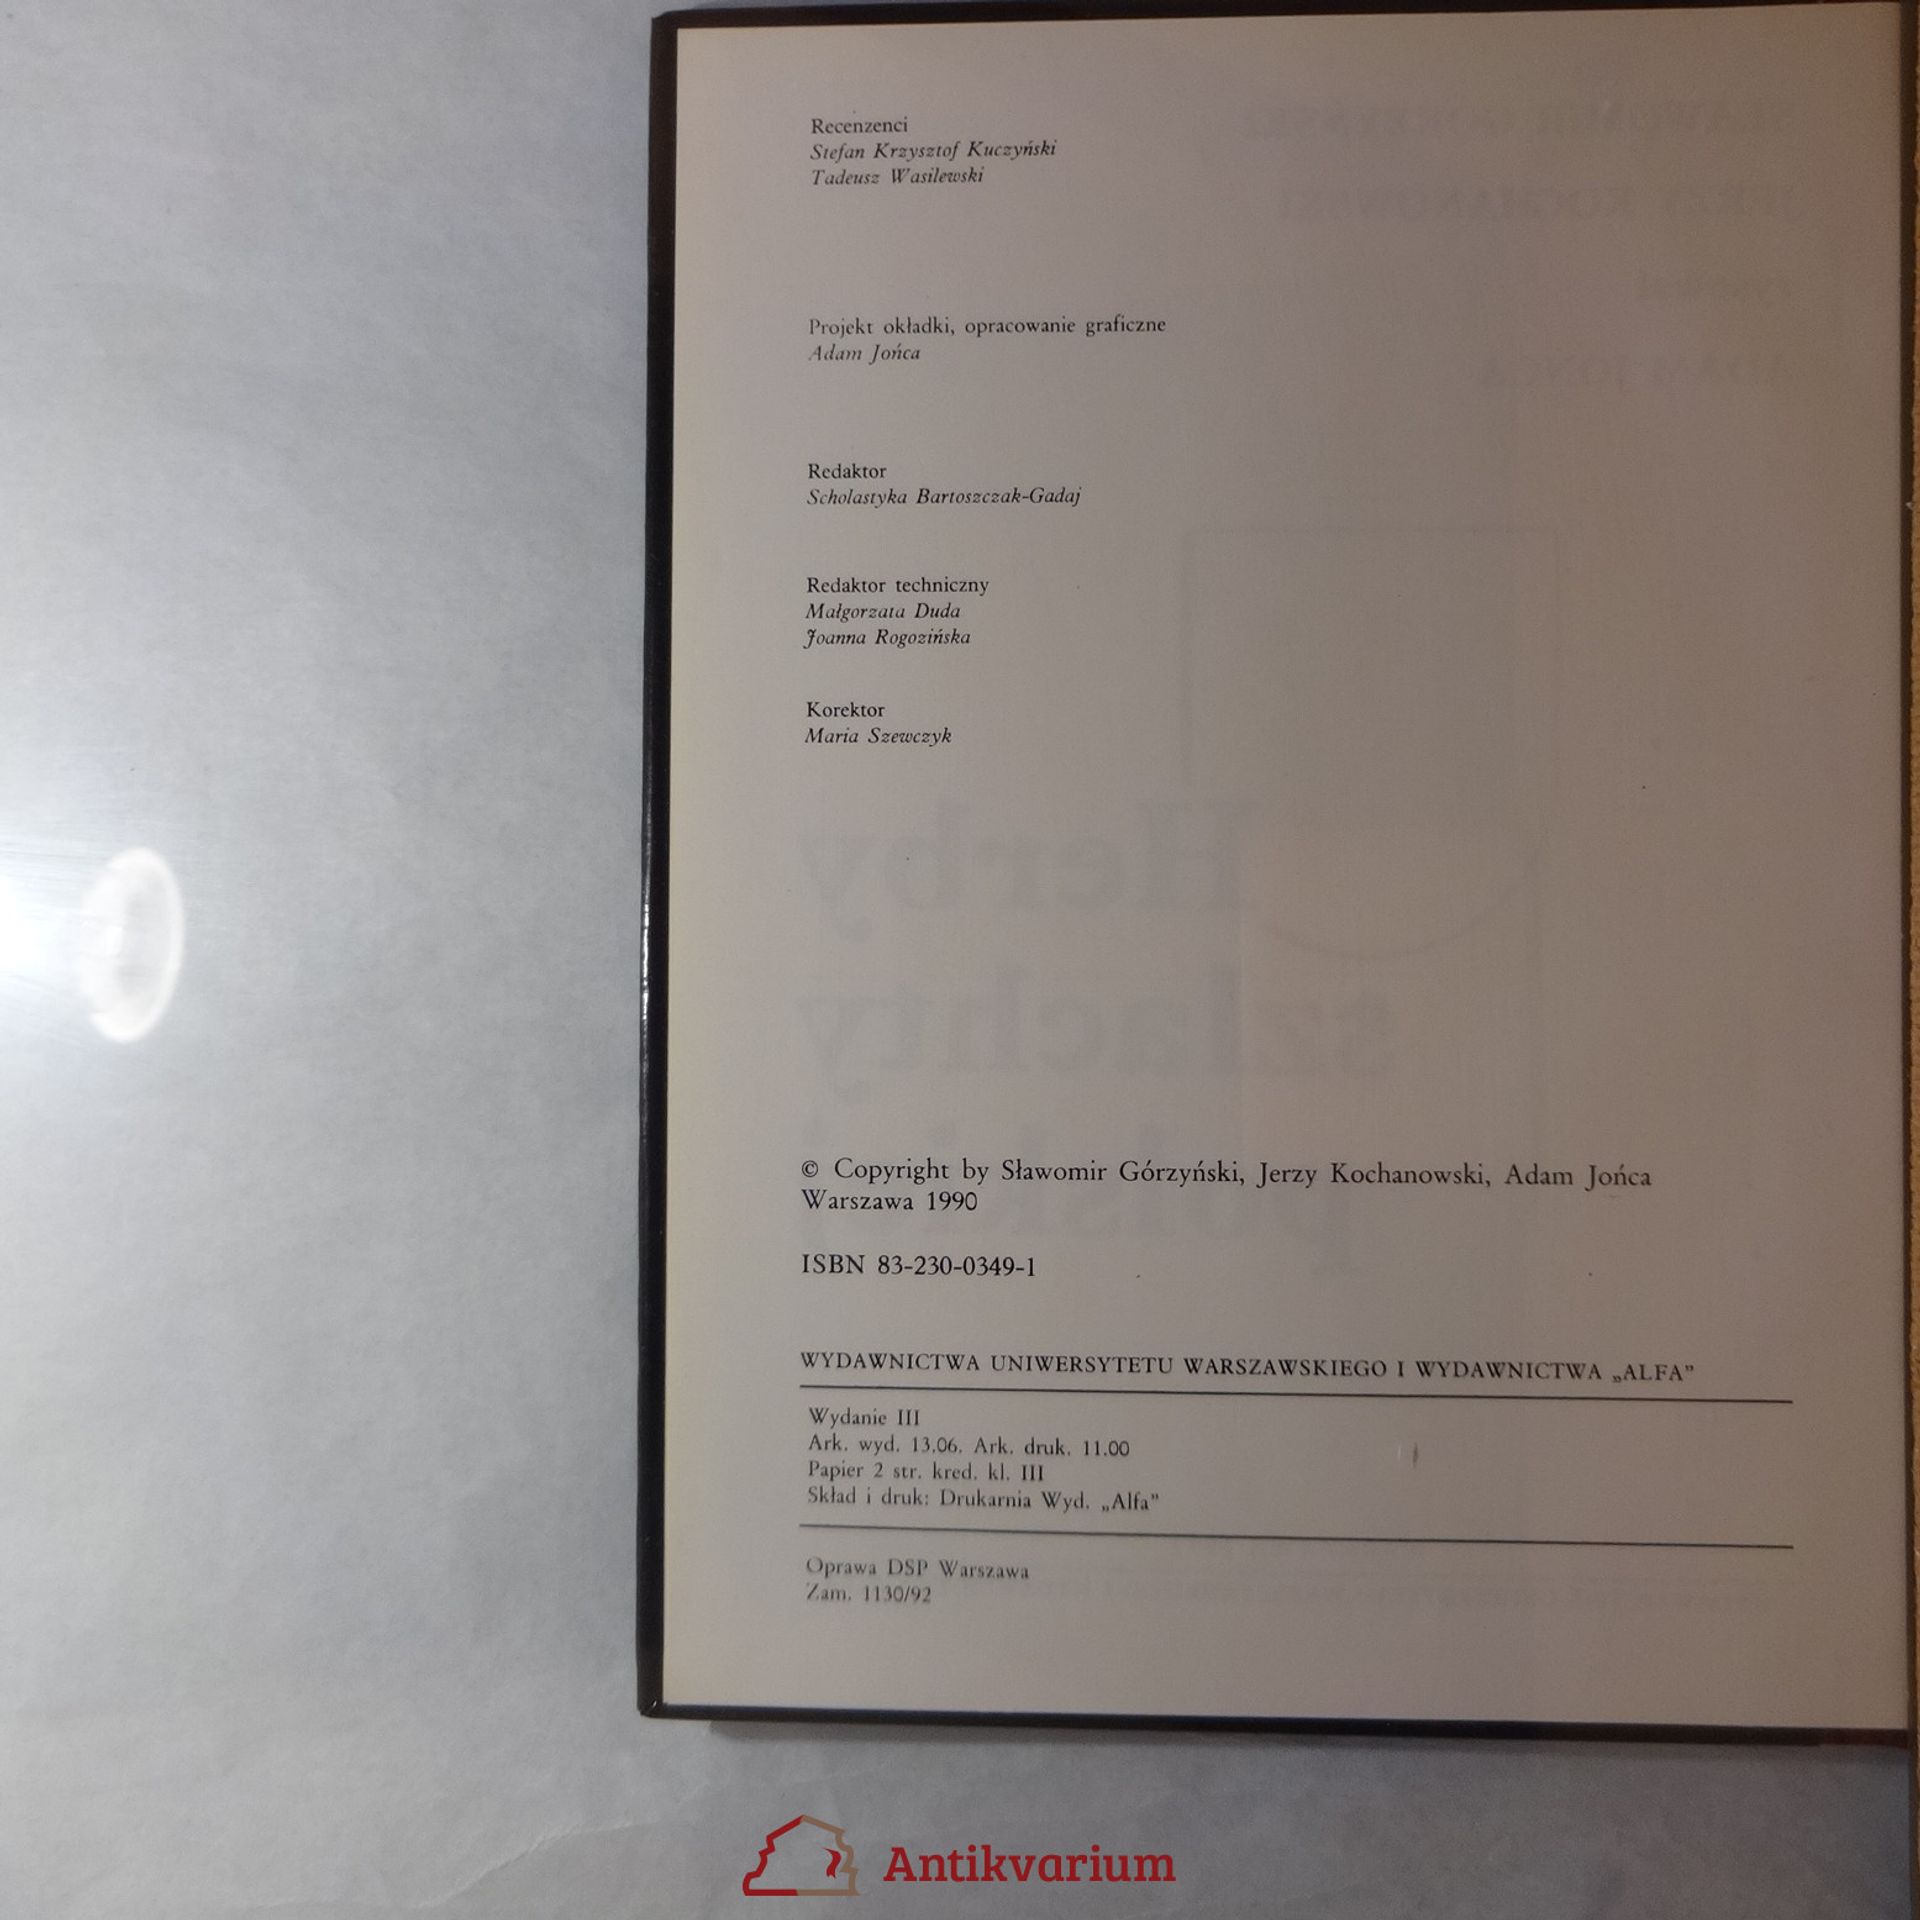 Recenzenci
Stefan Krzysztof Kuczyński
Tadeusz Wasilewski
Projekt okładki, opracowanie graficzne
Adam Jońca
Redaktor
Scholastyka Bartoszczak-Gadaj
Redaktor techniczny
Małgorzata Duda
Joanna Rogozińska
Korektor
Maria Szewczyk
© Copyright by Sławomir Górzyński, Jerzy Kochanowski, Adam Jońca
Warszawa 1990
ISBN 83-230-0349-1
WYDAWNICTWA UNIWERSYTETU WARSZAWSKIEGO I WYDAWNICTWA „ALFA”
Wydanie III
Ark. wyd. 13.06. Ark. druk. 11.00
Papier 2 str. kred. kl. III
Skład i druk: Drukarnia Wyd. „Alfa”
Oprawa DSP Warszawa
Zam. 1130/92
Antikvarium